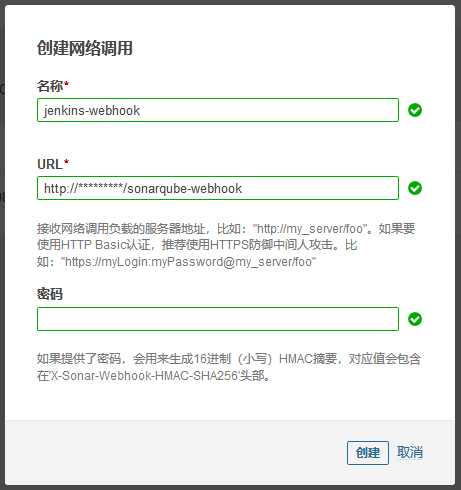 创建网络调用
名称*
jenkins-webhook
URL*
http://*********/sonarqube-webhook
接收网络调用负载的服务器地址，比如："http://my_server/foo"。如果要
使用HTTP Basic认证，推荐使用HTTPS防御中间人攻击。比
如："https://myLogin:myPassword@my_server/foo"
密码
如果提供了密码，会用来生成16进制（小写）HMAC摘要，对应值会包含
在'X-Sonar-Webhook-HMAC-SHA256'头部。
创建 取消